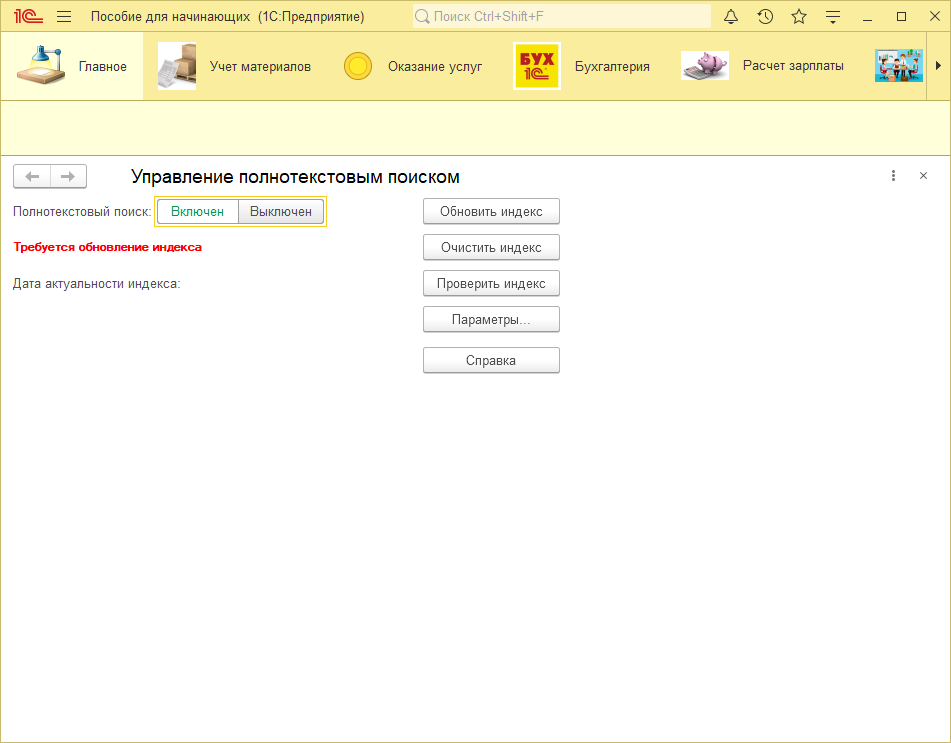 1С Пособие для начинающих (1С:Предприятие) Поиск Ctrl+Shift+F
Главное Учет материалов Оказание услуг БУХ 1С Бухгалтерия Расчет зарплаты
Управление полнотекстовым поиском
Полнотекстовый поиск: Включен Выключен Обновить индекс
Требуется обновление индекса Очистить индекс
Дата актуальности индекса: Проверить индекс
Параметры...
Справка